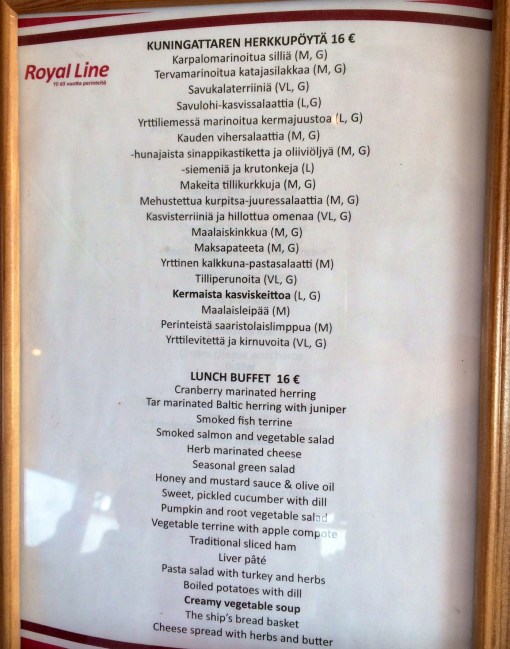 Royal Line
Yli 60 vuotta perinteitä
KUNINGATTAREN HERKKUPÖYTÄ 16 €
Karpalomarinoitua silliä (M, G)
Tervamarinoitua katajasilakkaa (M, G)
Savukalaterriiniä (VL, G)
Savulohi-kasvissalaattia (L,G)
Yrttiliemessä marinoitua kermajuustoa (L, G)
Kauden vihersalaattia (M, G)
-hunajaista sinappikastiketta ja oliiviöljyä (M, G)
-siemeniä ja krutonkeja (L)
Makeita tillikurkkuja (M, G)
Mehustettua kurpitsa-juuressalaattia (M, G)
Kasvisterriiniä ja hillottua omenaa (VL, G)
Maalaiskinkkua (M, G)
Maksapateeta (M, G)
Yrttinen kalkkuna-pastasalaatti (M)
Tilliperunoita (VL, G)
Kermaista kasviskeittoa (L, G)
Maalaisleipää (M)
Perinteistä saaristolaislimppua (M)
Yrttilevitettä ja kirnuvoita (VL, G)
LUNCH BUFFET 16 €
Cranberry marinated herring
Tar marinated Baltic herring with juniper
Smoked fish terrine
Smoked salmon and vegetable salad
Herb marinated cheese
Seasonal green salad
Honey and mustard sauce & olive oil
Sweet, pickled cucumber with dill
Pumpkin and root vegetable salad
Vegetable terrine with apple compote
Traditional sliced ham
Liver pâté
Pasta salad with turkey and herbs
Boiled potatoes with dill
Creamy vegetable soup
The ship's bread basket
Cheese spread with herbs and butter